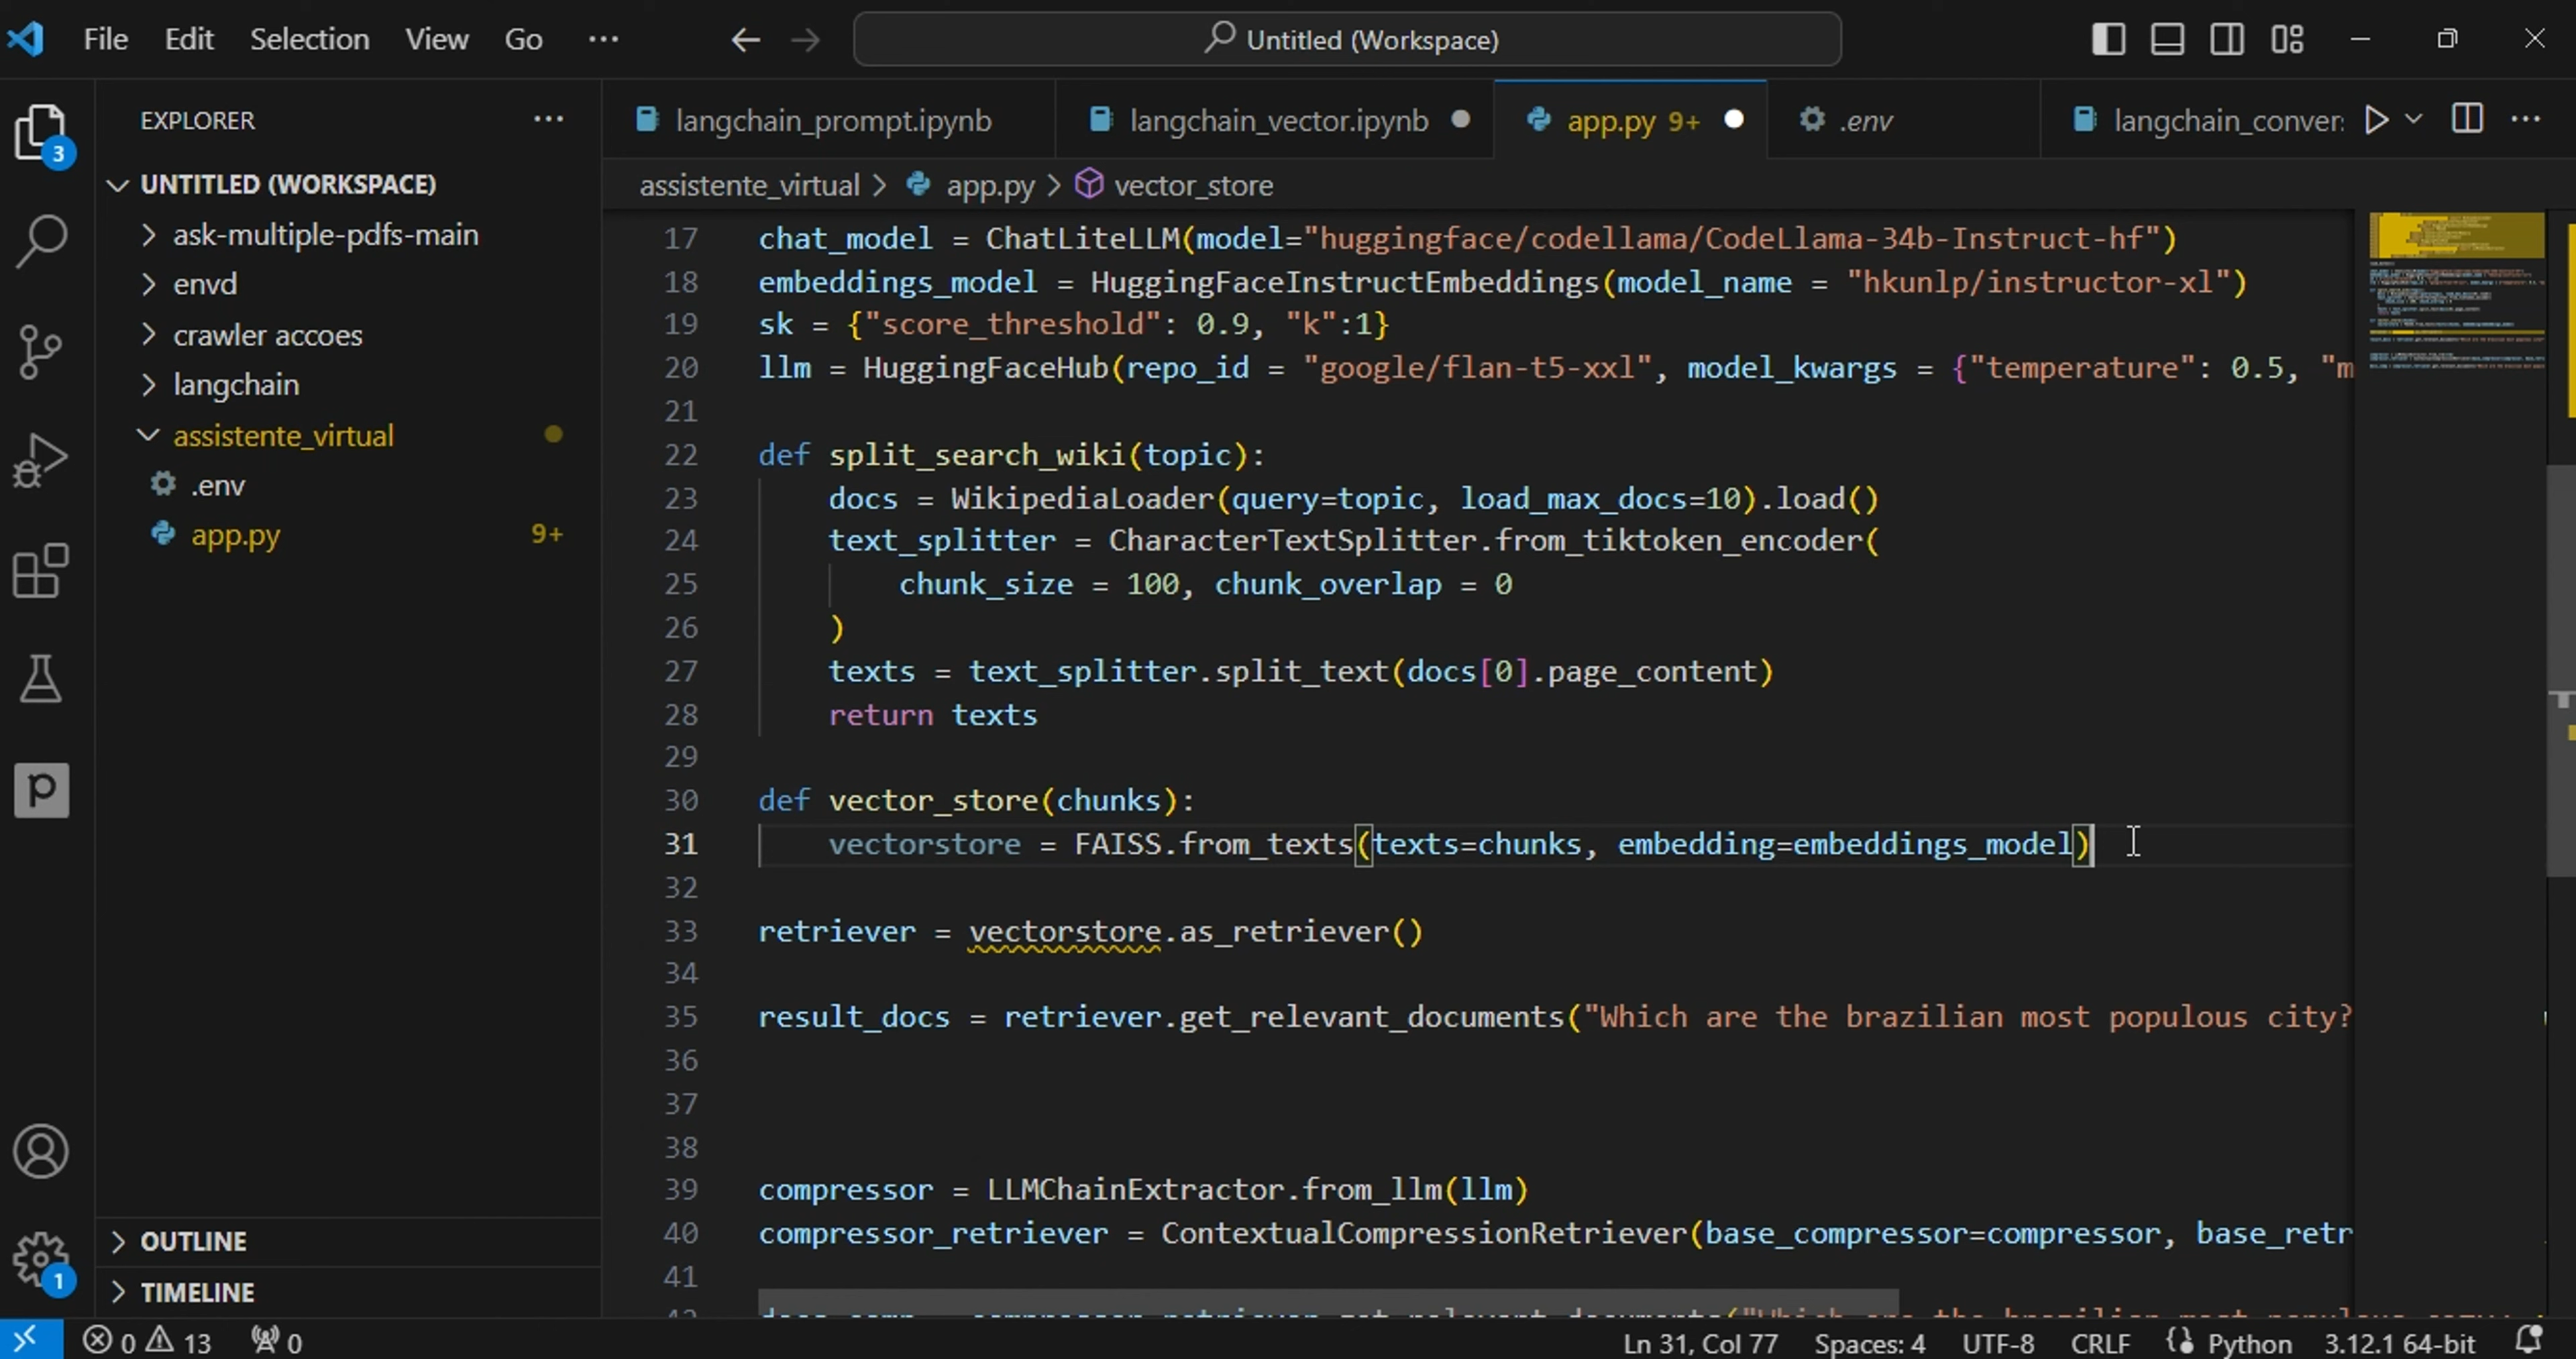 File Edit Selection View Go ··· Untitled (Workspace)
EXPLORER ···
3
UNTITLED (WORKSPACE)
ask-multiple-pdfs-main
envd
crawler accoes
langchain
assistente_virtual
.env
app.py 9+
OUTLINE
TIMELINE
1
langchain_prompt.ipynb langchain_vector.ipynb app.py 9+ .env langchain_conver
assistente_virtual > app.py > vector_store
17 chat_model = ChatLiteLLM(model="huggingface/codellama/CodeLlama-34b-Instruct-hf")
18 embeddings_model = HuggingFaceInstructEmbeddings(model_name = "hkunlp/instructor-xl")
19 sk = {"score_threshold": 0.9, "k":1}
20 llm = HuggingFaceHub(repo_id = "google/flan-t5-xxl", model_kwargs = {"temperature": 0.5, "m
21
22 def split_search_wiki(topic):
23 docs = WikipediaLoader(query=topic, load_max_docs=10).load()
24 text_splitter = CharacterTextSplitter.from_tiktoken_encoder(
25 chunk_size = 100, chunk_overlap = 0
26 )
27 texts = text_splitter.split_text(docs[0].page_content)
28 return texts
29
30 def vector_store(chunks):
31 vectorstore = FAISS.from_texts(texts=chunks, embedding=embeddings_model)
32
33 retriever = vectorstore.as_retriever()
34
35 result_docs = retriever.get_relevant_documents("Which are the brazilian most populous city?
36
37
38
39 compressor = LLMChainExtractor.from_llm(llm)
40 compressor_retriever = ContextualCompressionRetriever(base_compressor=compressor, base_retr
41
0 13 0 Ln 31, Col 77 Spaces: 4 UTF-8 CRLF Python 3.12.1 64-bit